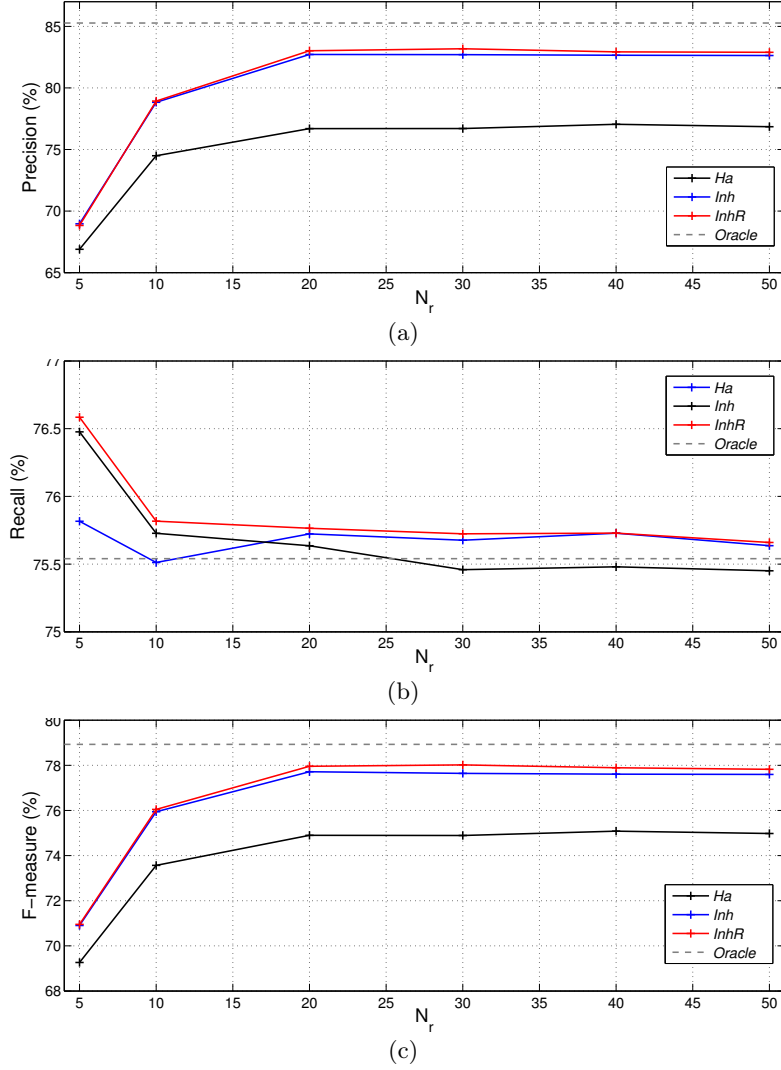 85
80
75
70
65
Precision (%)
Ha
Inh
InhR
Oracle
5 10 15 20 25 30 35 40 45 50
N_r
(a)
77
76.5
76
75.5
75
Recall (%)
Ha
Inh
InhR
Oracle
5 10 15 20 25 30 35 40 45 50
N_r
(b)
80
78
76
74
72
70
68
F−measure (%)
Ha
Inh
InhR
Oracle
5 10 15 20 25 30 35 40 45 50
N_r
(c)